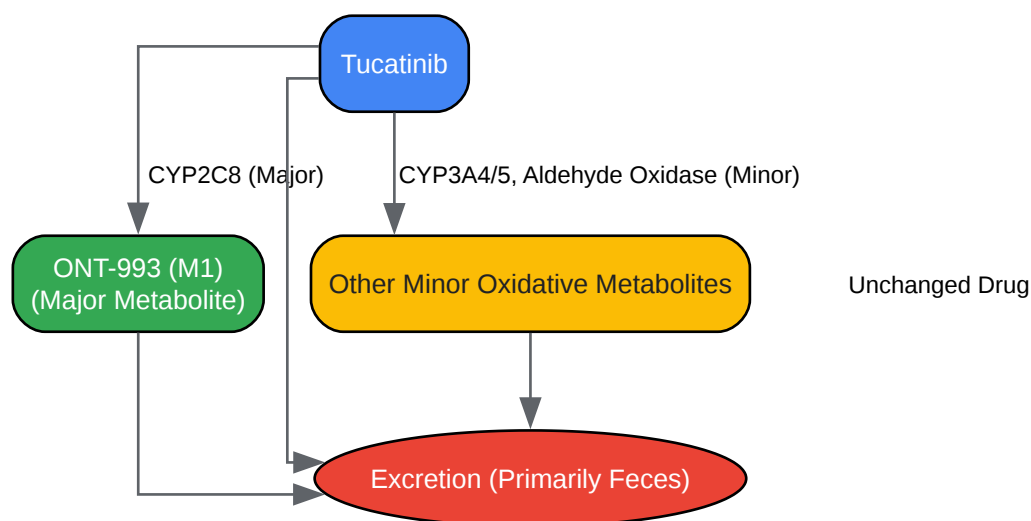 Tucatinib
CYP2C8 (Major)
CYP3A4/5, Aldehyde Oxidase (Minor)
ONT-993 (M1)
(Major Metabolite)
Other Minor Oxidative Metabolites
Unchanged Drug
Excretion (Primarily Feces)